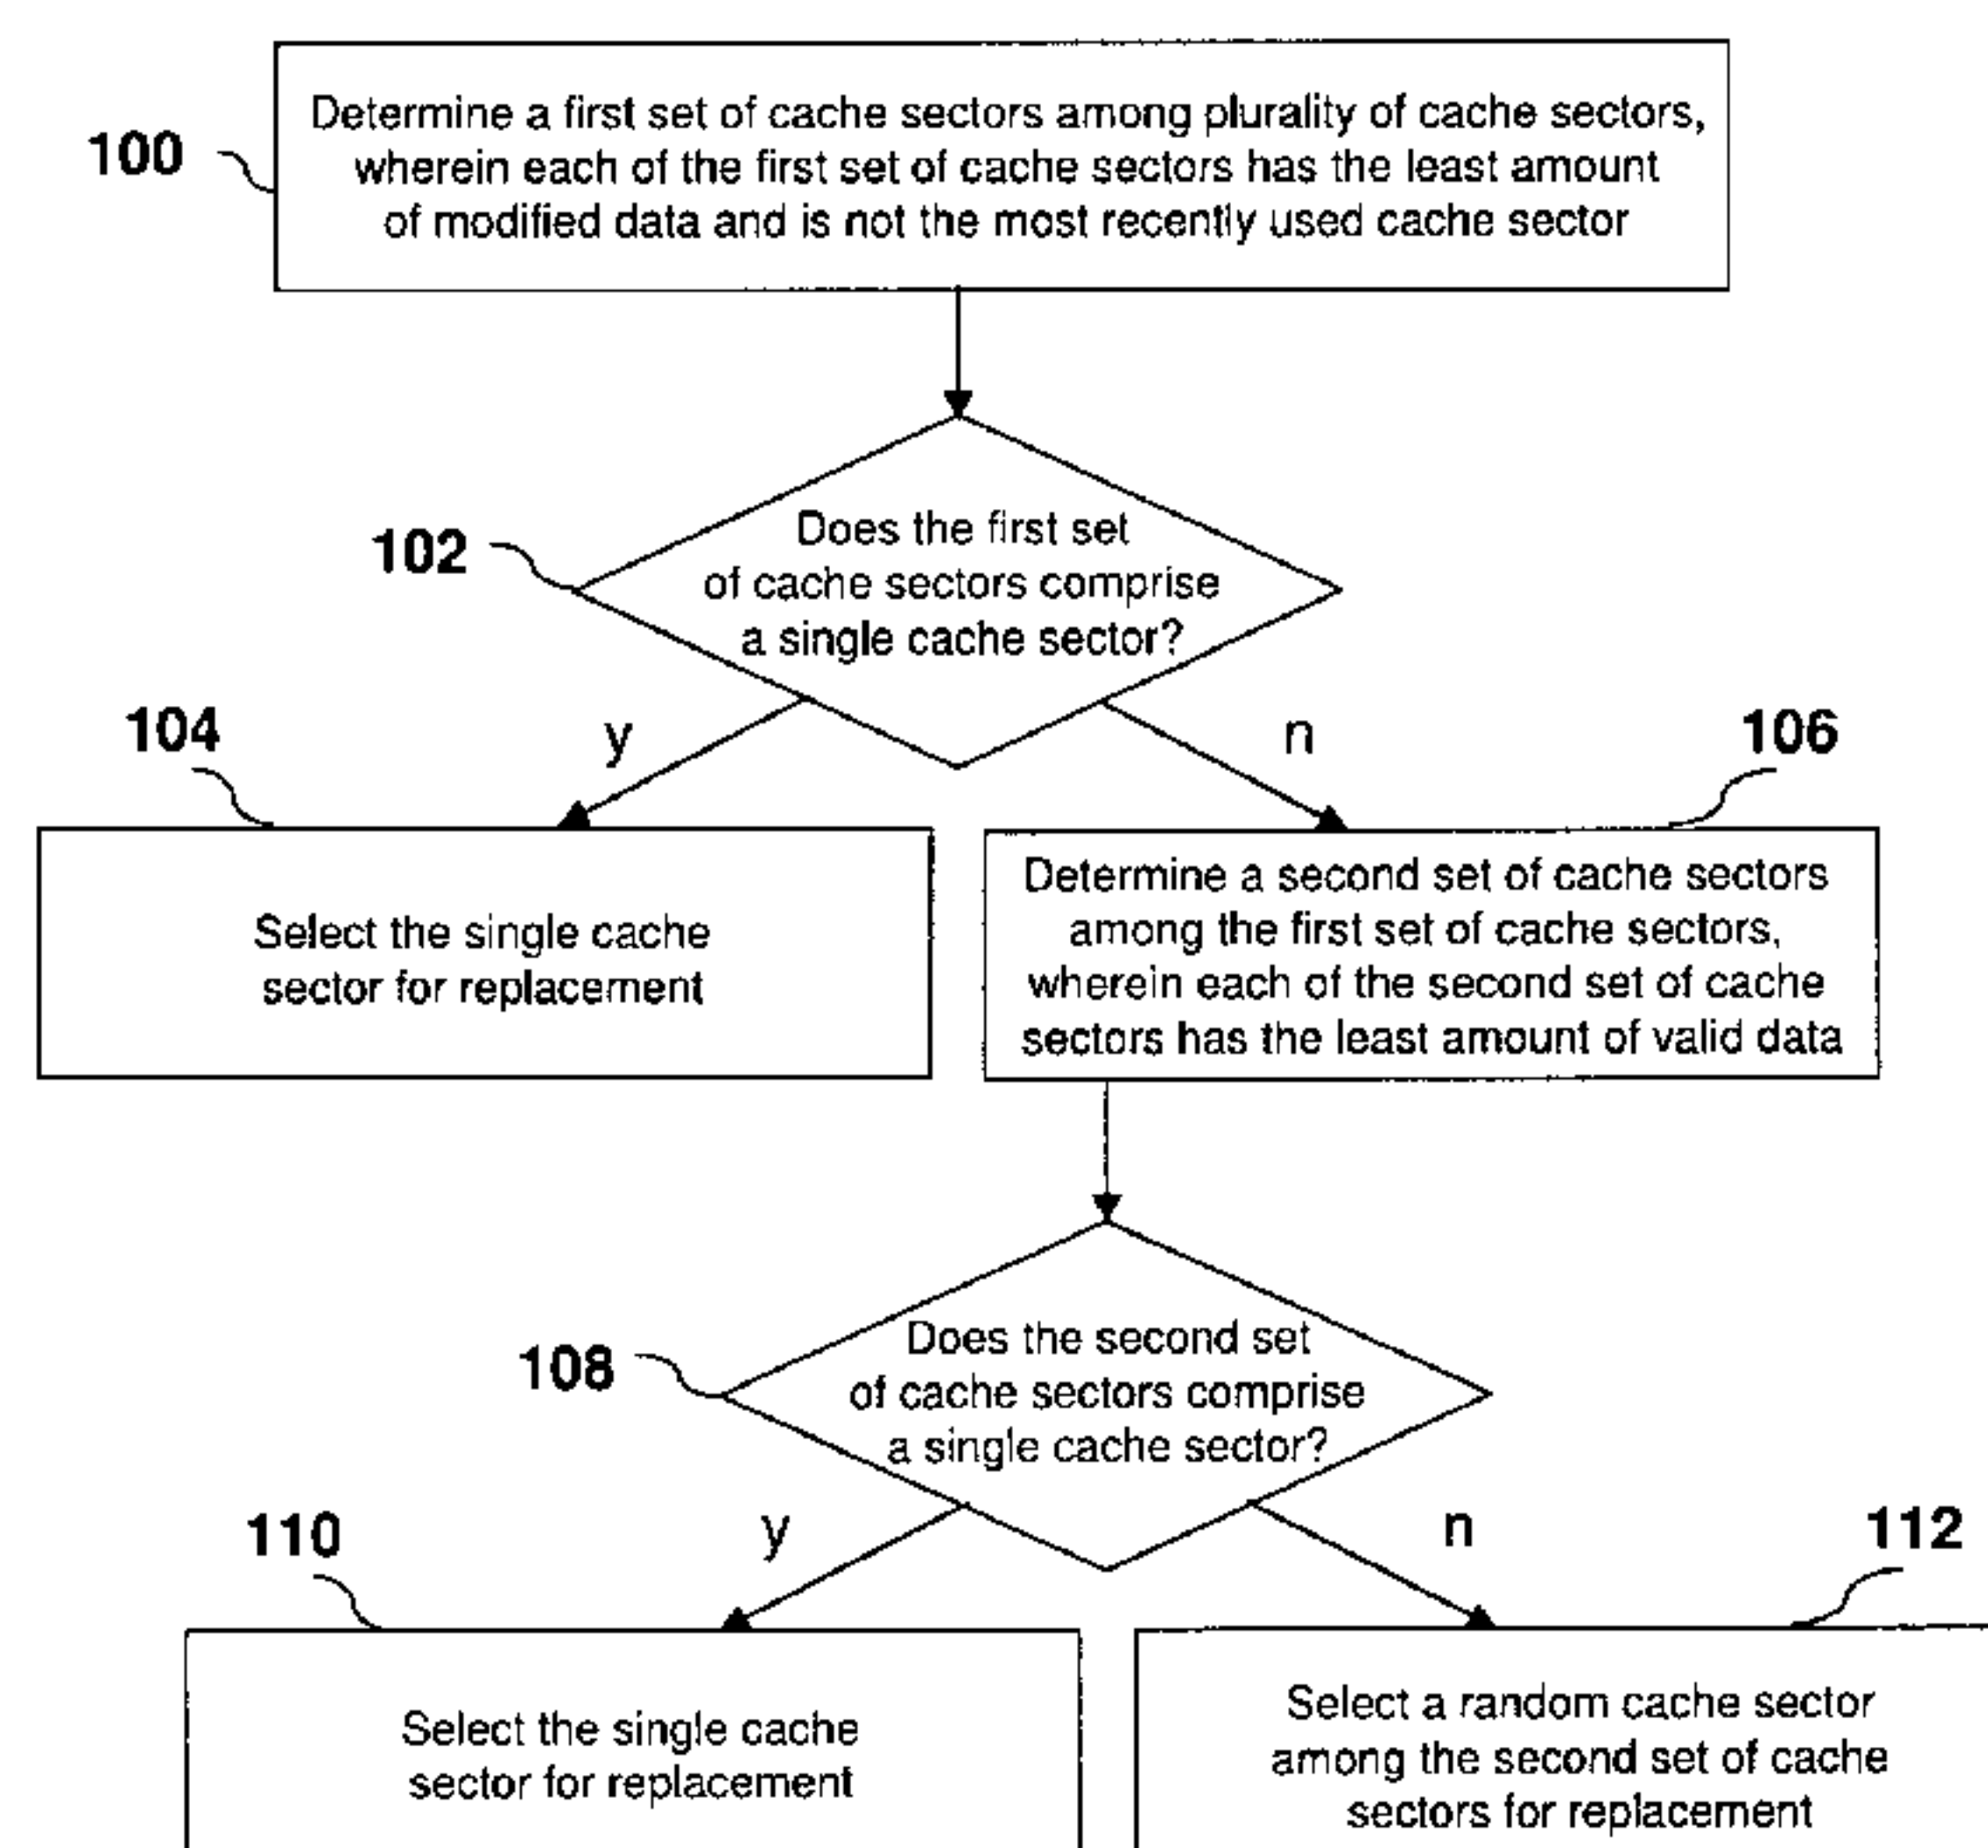 100
Determine a first set of cache sectors among plurality of cache sectors,
wherein each of the first set of cache sectors has the least amount
of modified data and is not the most recently used cache sector
102
Does the first set
of cache sectors comprise
a single cache sector?
y
n
104
Select the single cache
sector for replacement
106
Determine a second set of cache sectors
among the first set of cache sectors,
wherein each of the second set of cache
sectors has the least amount of valid data
108
Does the second set
of cache sectors comprise
a single cache sector?
y
n
110
Select the single cache
sector for replacement
112
Select a random cache sector
among the second set of cache
sectors for replacement